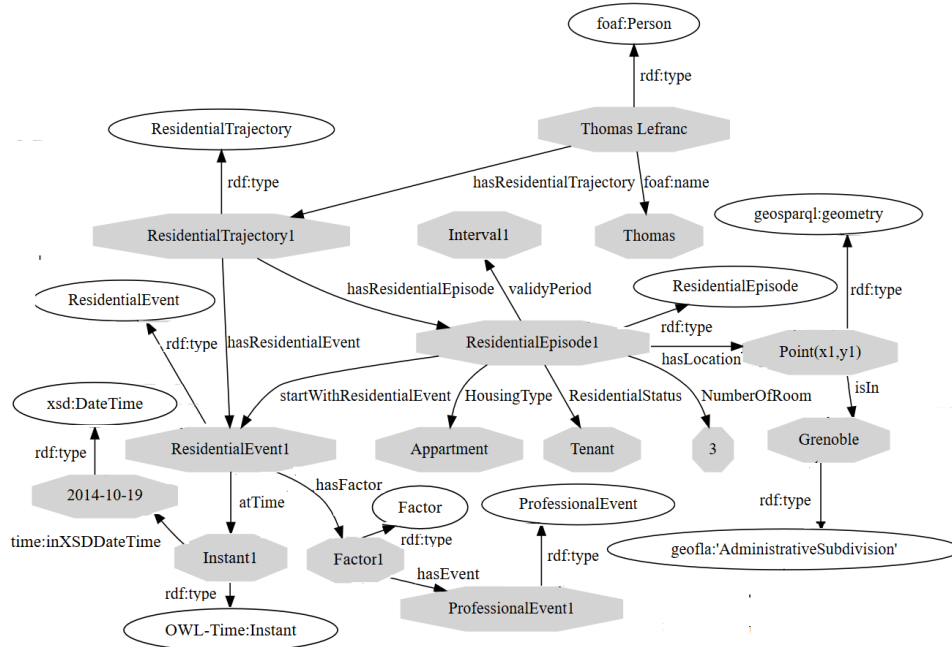 foaf:Person
rdf:type
Thomas Lefranc
ResidentialTrajectory
rdf:type
hasResidentialTrajectory
foaf:name
geosparql:geometry
ResidentialTrajectory1
Interval1
Thomas
ResidentialEvent
hasResidentialEpisode
validyPeriod
ResidentialEpisode
rdf:type
rdf:type
hasResidentialEvent
rdf:type
ResidentialEpisode1
hasLocation
Point(x1,y1)
startWithResidentialEvent
HousingType
ResidentialStatus
NumberOfRoom
isIn
xsd:DateTime
rdf:type
ResidentialEvent1
Appartment
Tenant
3
Grenoble
2014-10-19
atTime
hasFactor
Factor
ProfessionalEvent
rdf:type
time:inXSDDateTime
Instant1
Factor1
rdf:type
rdf:type
geofla:'AdministrativeSubdivision'
rdf:type
hasEvent
ProfessionalEvent1
OWL-Time:Instant